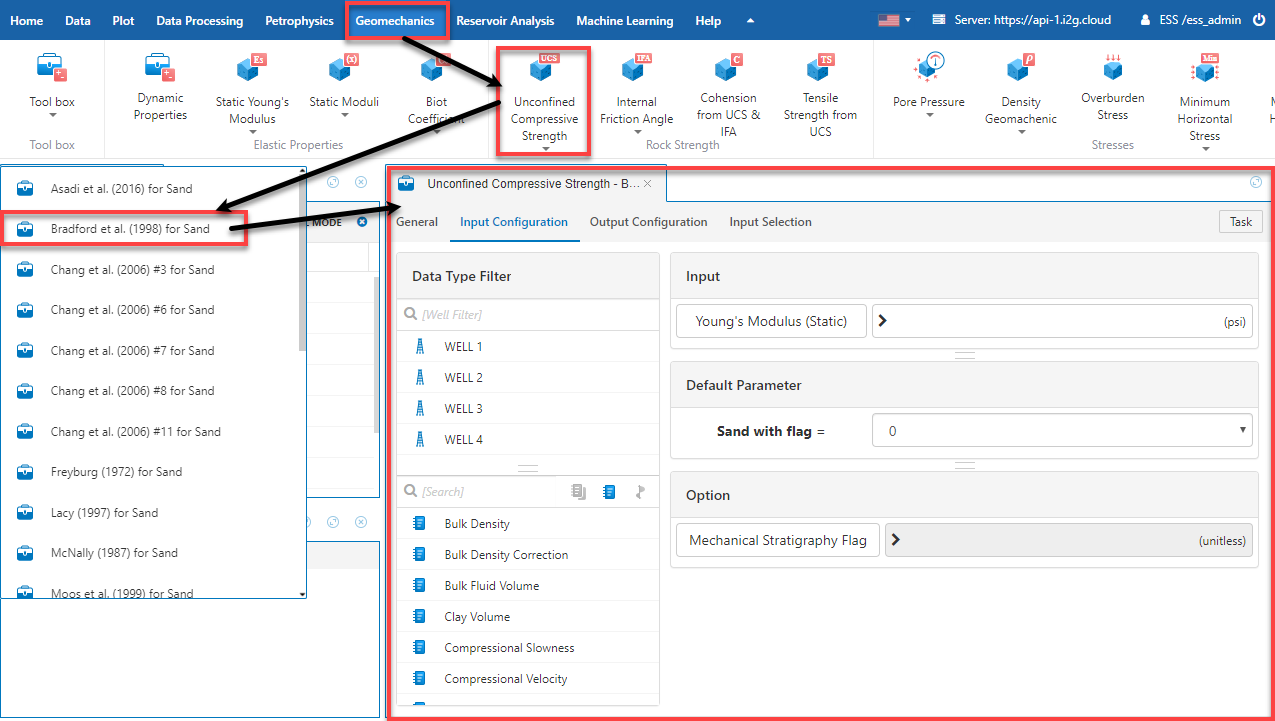 Home Data Plot Data Processing Petrophysics Geomechanics Reservoir Analysis Machine Learning Help Server: https://api-1.i2g.cloud ESS /ess_admin
Tool box
Tool box
Dynamic
Properties
Es
Static Young's
Modulus
(x)
Static Moduli
Biot
Coefficient
Elastic Properties
UCS
Unconfined
Compressive
Strength
IFA
Internal
Friction Angle
C
Cohension
from UCS &
IFA
TS
Tensile
Strength from
UCS
Rock Strength
Pore Pressure
ρ
Density
Geomachenic
Overburden
Stress
Min
Minimum
Horizontal
Stress
Stresses
Asadi et al. (2016) for Sand
Bradford et al. (1998) for Sand
Chang et al. (2006) #3 for Sand
Chang et al. (2006) #6 for Sand
Chang et al. (2006) #7 for Sand
Chang et al. (2006) #8 for Sand
Chang et al. (2006) #11 for Sand
Freyburg (1972) for Sand
Lacy (1997) for Sand
McNally (1987) for Sand
Moos et al. (1999) for Sand
MODE
Unconfined Compressive Strength - B...
General Input Configuration Output Configuration Input Selection Task
Data Type Filter
[Well Filter]
WELL 1
WELL 2
WELL 3
WELL 4
[Search]
Bulk Density
Bulk Density Correction
Bulk Fluid Volume
Clay Volume
Compressional Slowness
Compressional Velocity
Input
Young's Modulus (Static) (psi)
Default Parameter
Sand with flag = 0
Option
Mechanical Stratigraphy Flag (unitless)